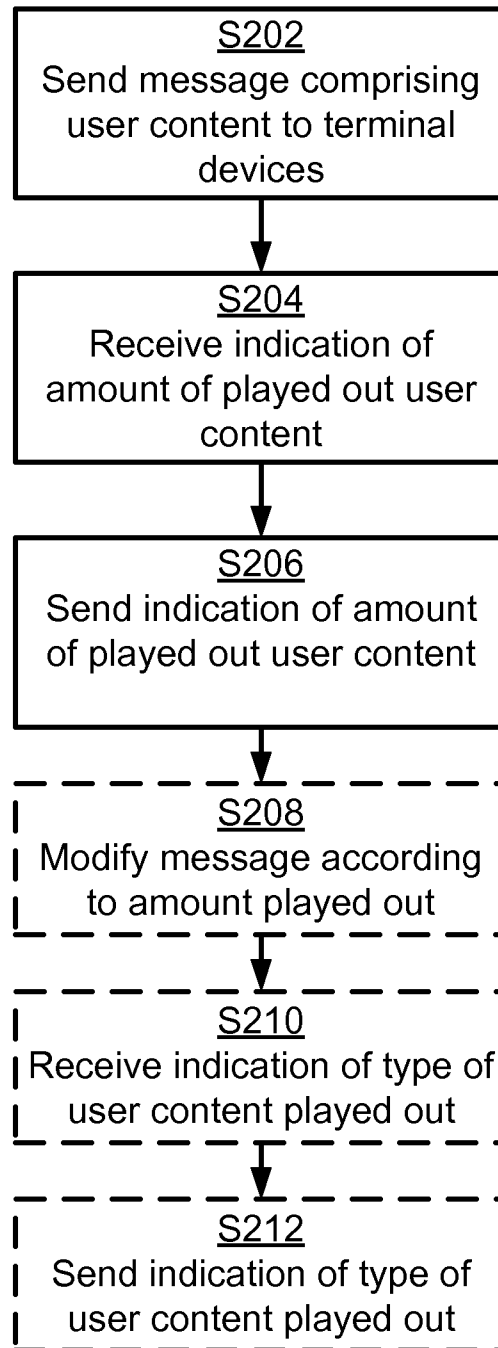 S202
Send message comprising
user content to terminal
devices
S204
Receive indication of
amount of played out user
content
S206
Send indication of amount
of played out user content
S208
Modify message according
to amount played out
S210
Receive indication of type of
user content played out
S212
Send indication of type of
user content played out